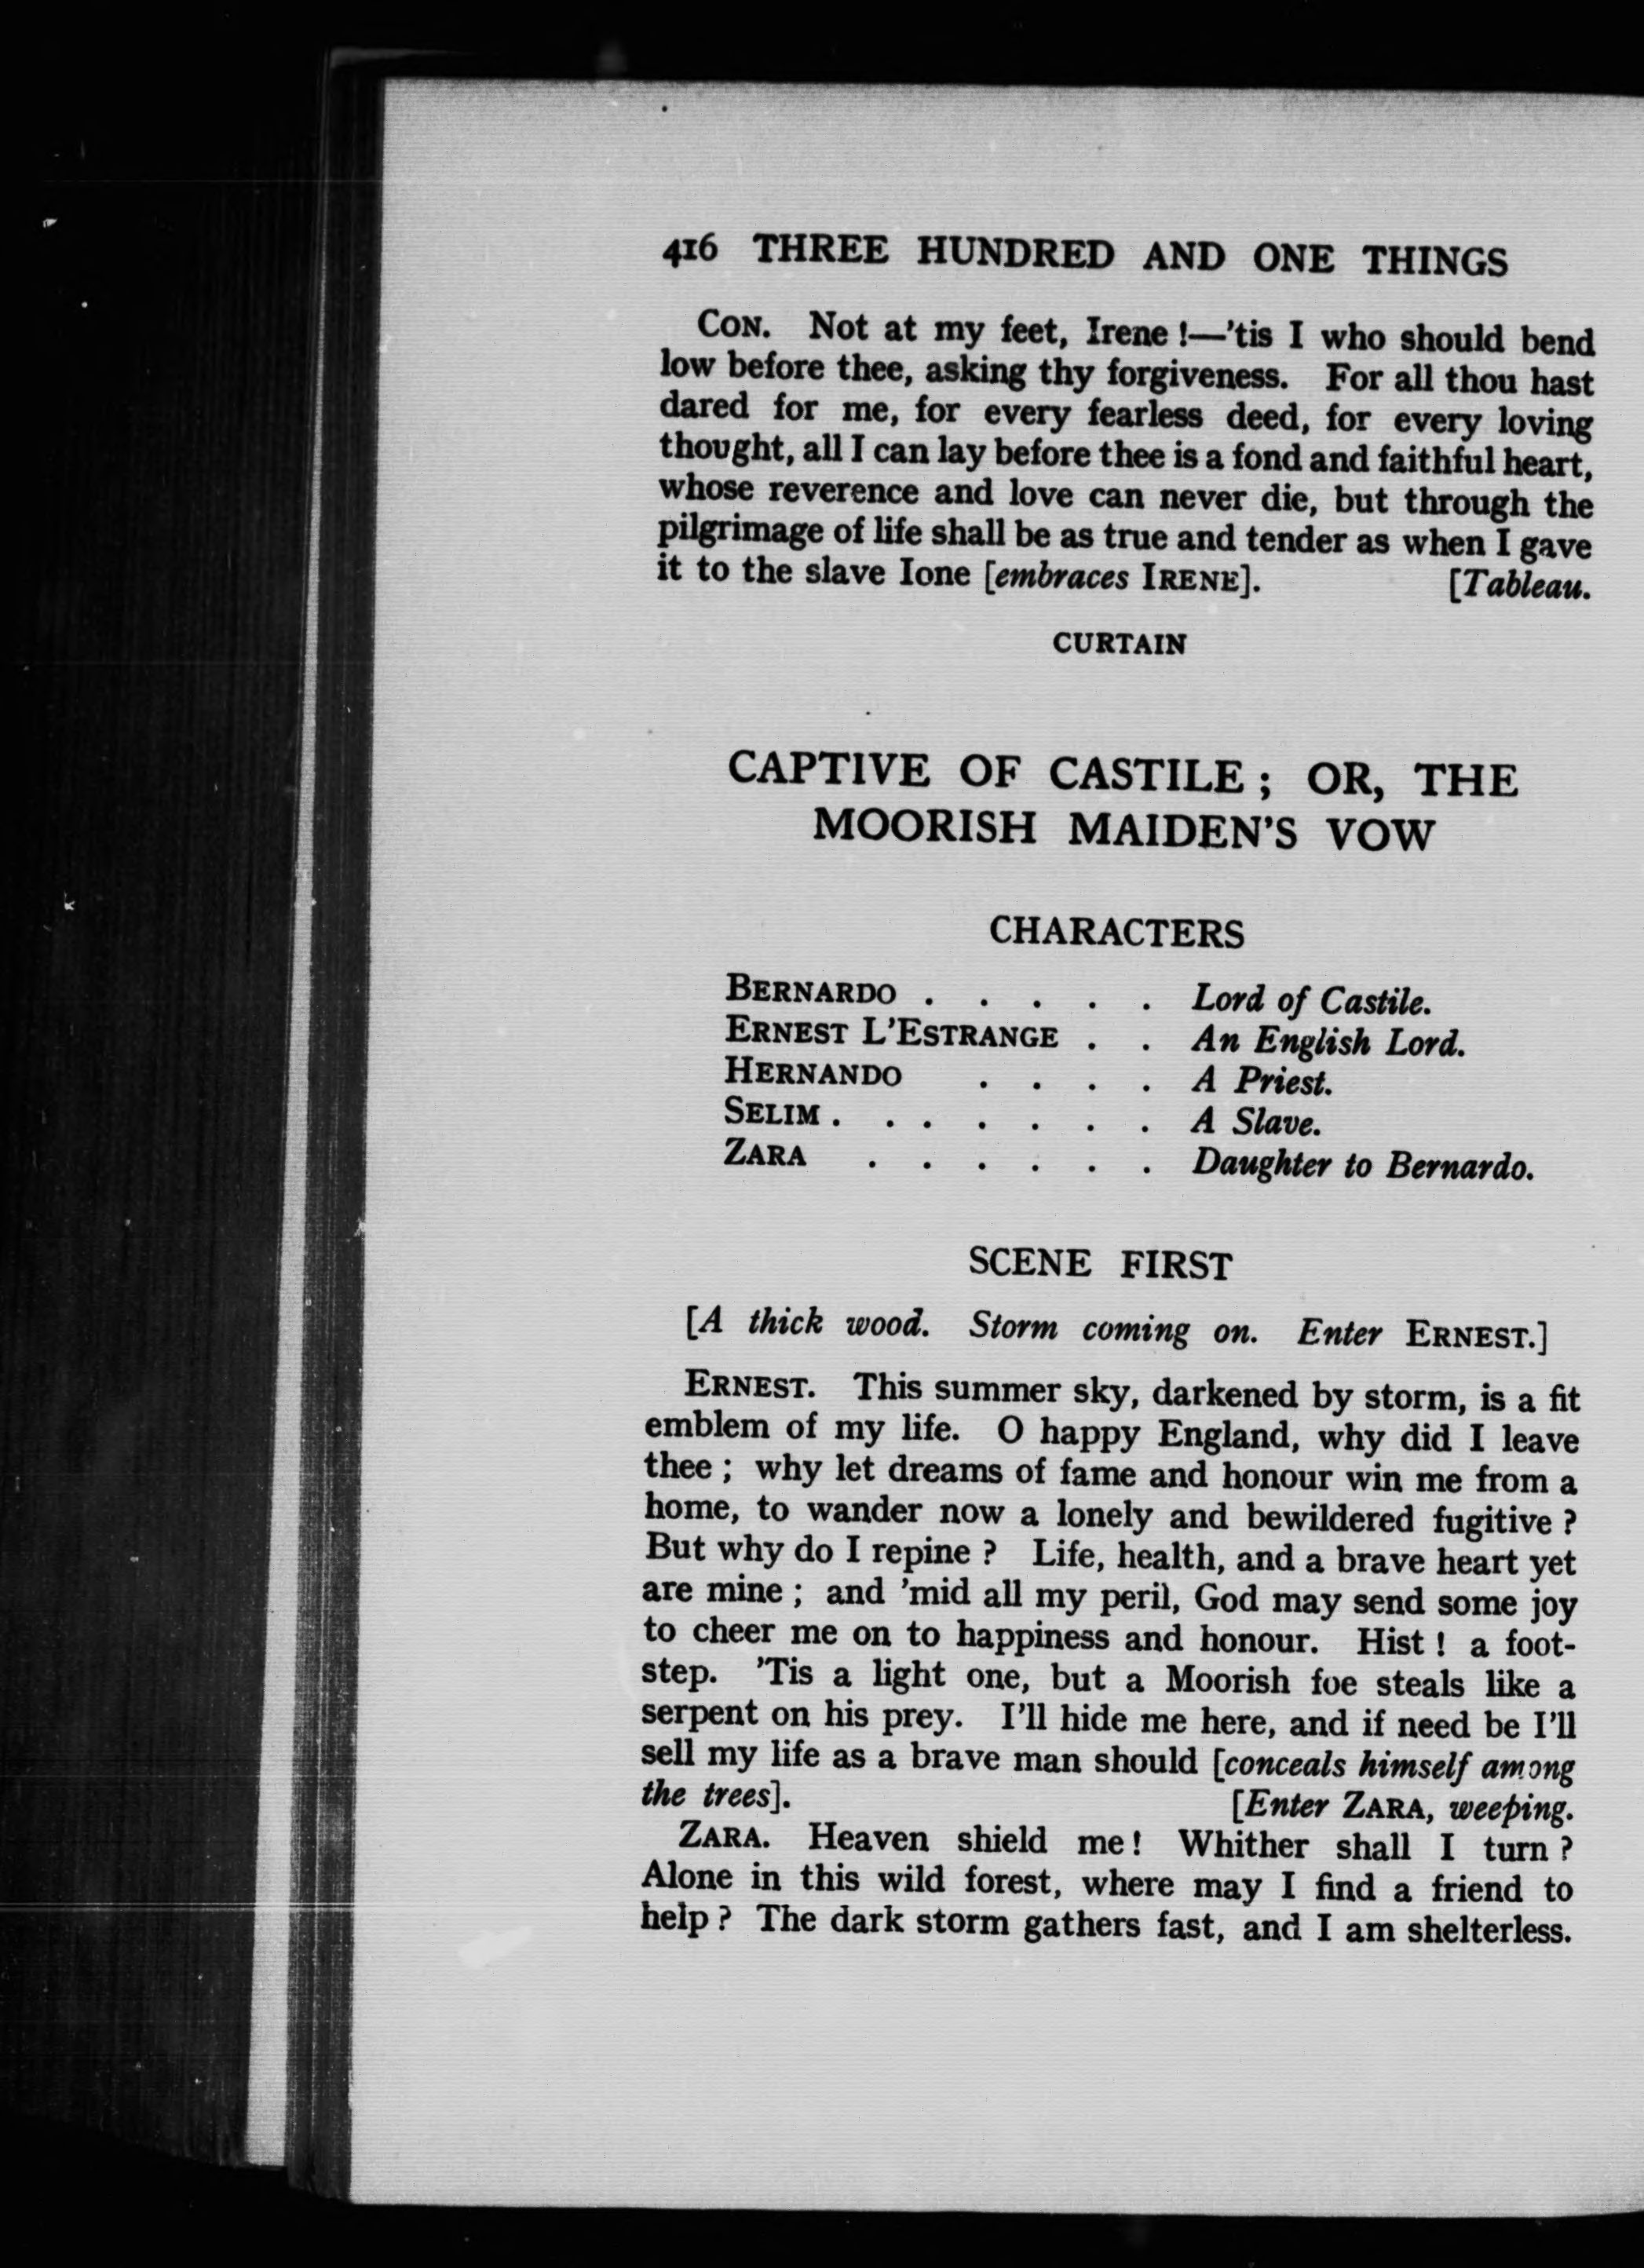 416 THREE HUNDRED AND ONE THINGS
CON. Not at my feet, Irene !—'tis I who should bend
low before thee, asking thy forgiveness. For all thou hast
dared for me, for every fearless deed, for every loving
thought, all I can lay before thee is a fond and faithful heart,
whose reverence and love can never die, but through the
pilgrimage of life shall be as true and tender as when I gave
it to the slave Ione [embraces IRENE]. [Tableau.
CURTAIN
CAPTIVE OF CASTILE ; OR, THE
MOORISH MAIDEN'S VOW
CHARACTERS
BERNARDO . . . . . Lord of Castile.
ERNEST L'ESTRANGE . . An English Lord.
HERNANDO . . . . A Priest.
SELIM . . . . . . . A Slave.
ZARA . . . . . . Daughter to Bernardo.
SCENE FIRST
[A thick wood. Storm coming on. Enter ERNEST.]
ERNEST. This summer sky, darkened by storm, is a fit
emblem of my life. O happy England, why did I leave
thee ; why let dreams of fame and honour win me from a
home, to wander now a lonely and bewildered fugitive ?
But why do I repine ? Life, health, and a brave heart yet
are mine ; and 'mid all my peril, God may send some joy
to cheer me on to happiness and honour. Hist ! a foot-
step. 'Tis a light one, but a Moorish foe steals like a
serpent on his prey. I'll hide me here, and if need be I'll
sell my life as a brave man should [conceals himself among
the trees]. [Enter ZARA, weeping.
ZARA. Heaven shield me! Whither shall I turn ?
Alone in this wild forest, where may I find a friend to
help ? The dark storm gathers fast, and I am shelterless.